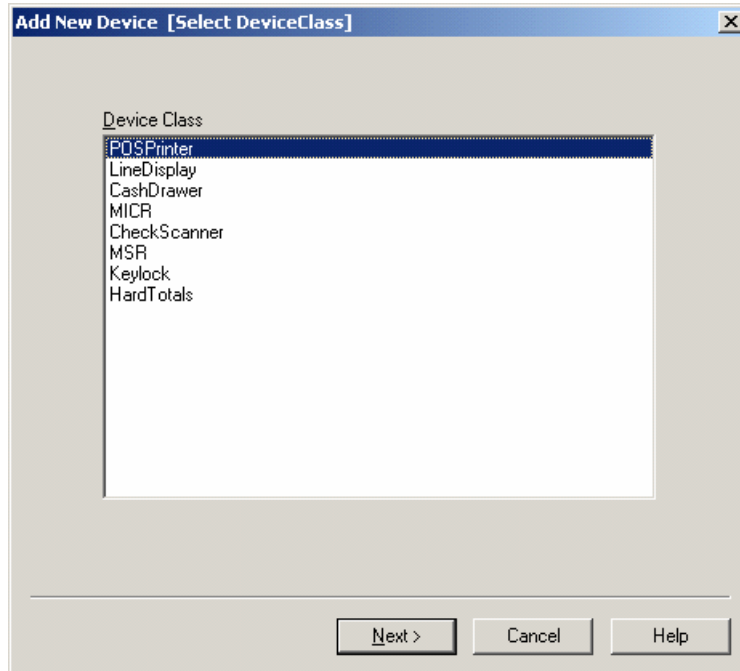 Add New Device [Select DeviceClass]
Device Class
POSPrinter
LineDisplay
CashDrawer
MICR
CheckScanner
MSR
Keylock
HardTotals
Next > Cancel Help